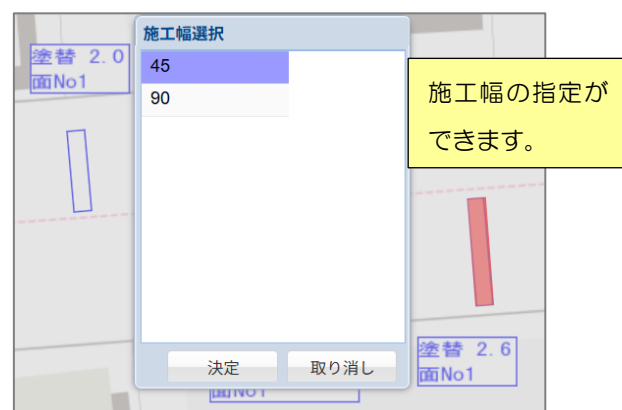 施工幅選択
塗替 2.0
面No1
45
90
施工幅の指定が
できます。
決定
取り消し
塗替 2.6
面No1
面No1